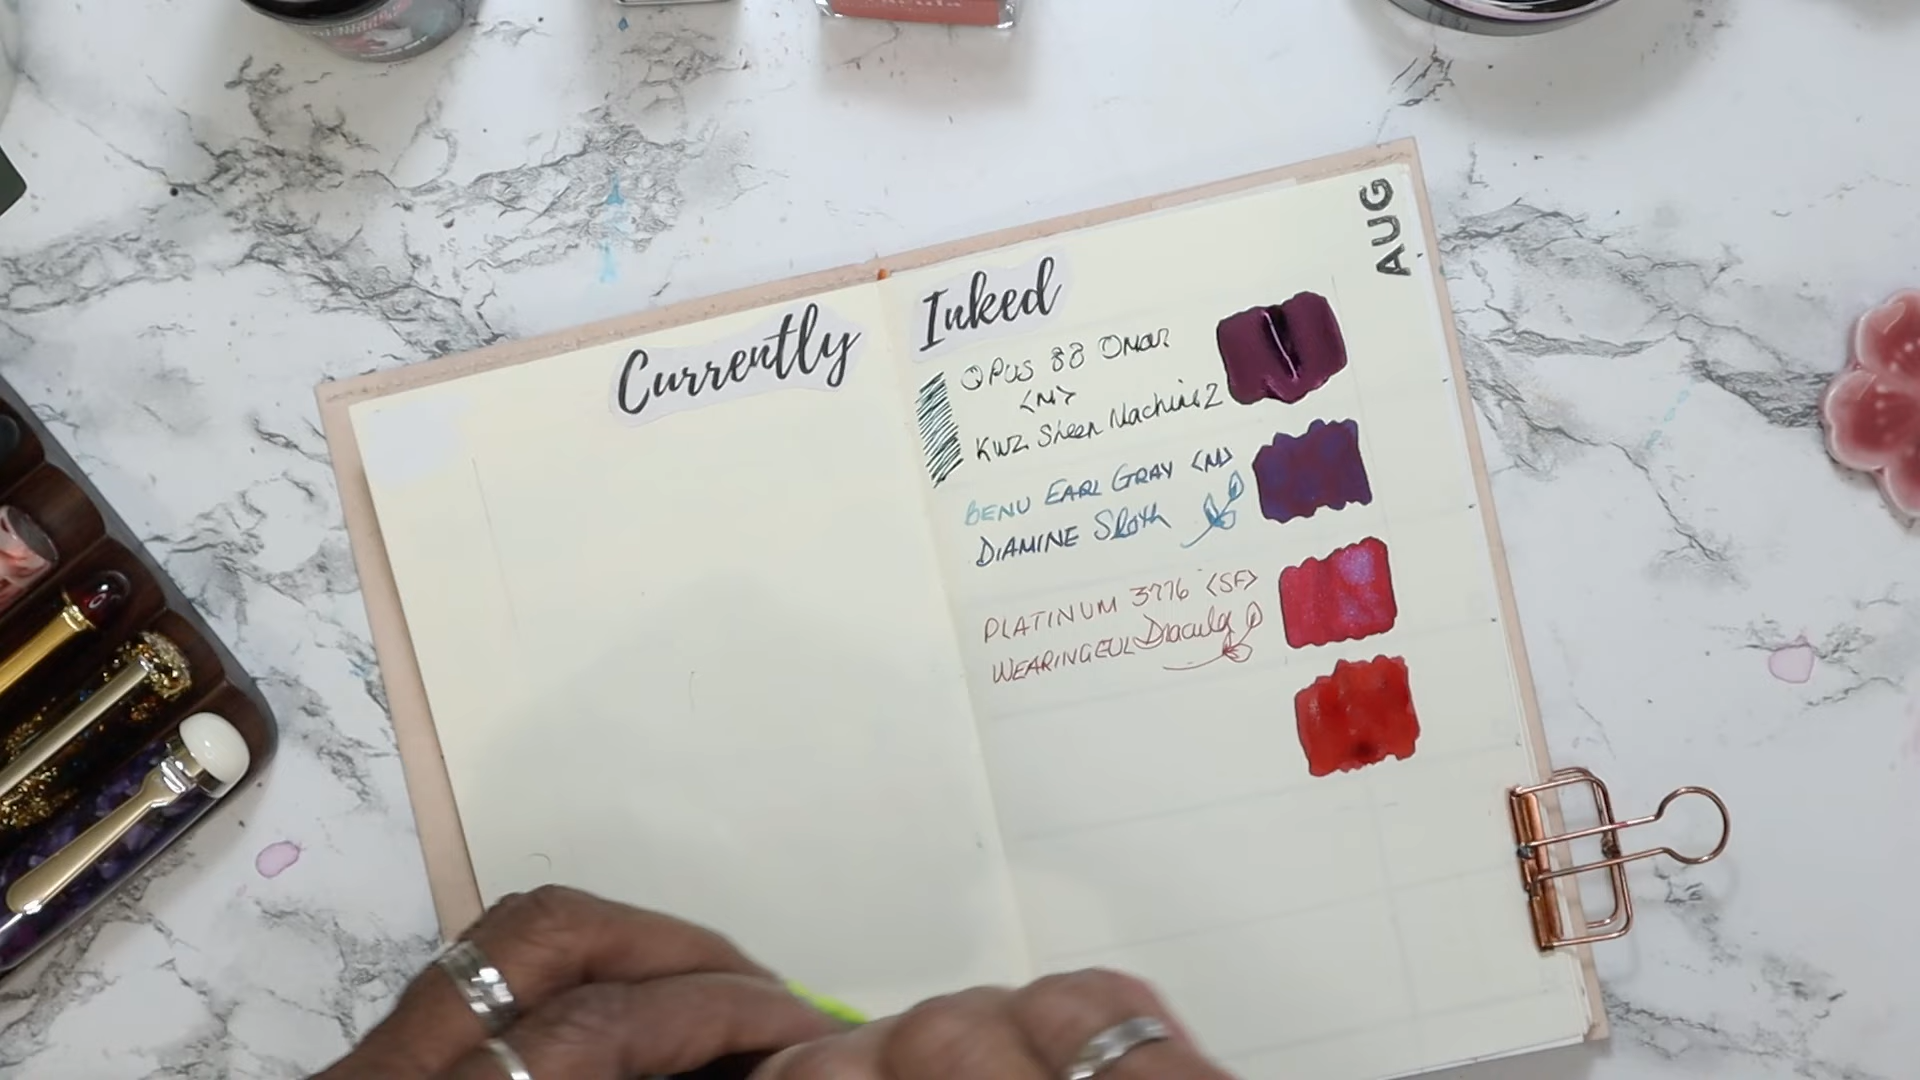 Currently Inked
AUG
OPUS 88 OMAR
<M>
KWZ Sheen Machine 2
BENU EARL GRAY <M>
DIAMINE Sloth
PLATINUM 3776 <SF>
WEARINGEUL Dracula